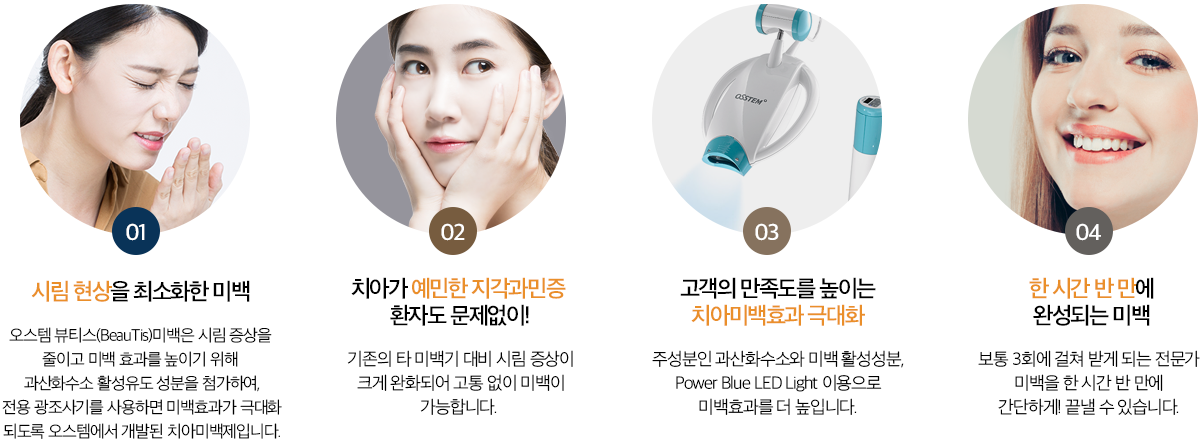 01
시림 현상을 최소화한 미백
오스템 뷰티스(BeauTis)미백은 시림 증상을
줄이고 미백 효과를 높이기 위해
과산화수소 활성유도 성분을 첨가하여,
전용 광조사기를 사용하면 미백효과가 극대화
되도록 오스템에서 개발된 치아미백제입니다.
02
치아가 예민한 지각과민증
환자도 문제없이!
기존의 타 미백기 대비 시림 증상이
크게 완화되어 고통 없이 미백이
가능합니다.
OSSTEM
03
고객의 만족도를 높이는
치아미백효과 극대화
주성분인 과산화수소와 미백 활성성분,
Power Blue LED Light 이용으로
미백효과를 더 높입니다.
04
한 시간 반 만에
완성되는 미백
보통 3회에 걸쳐 받게 되는 전문가
미백을 한 시간 반 만에
간단하게! 끝낼 수 있습니다.